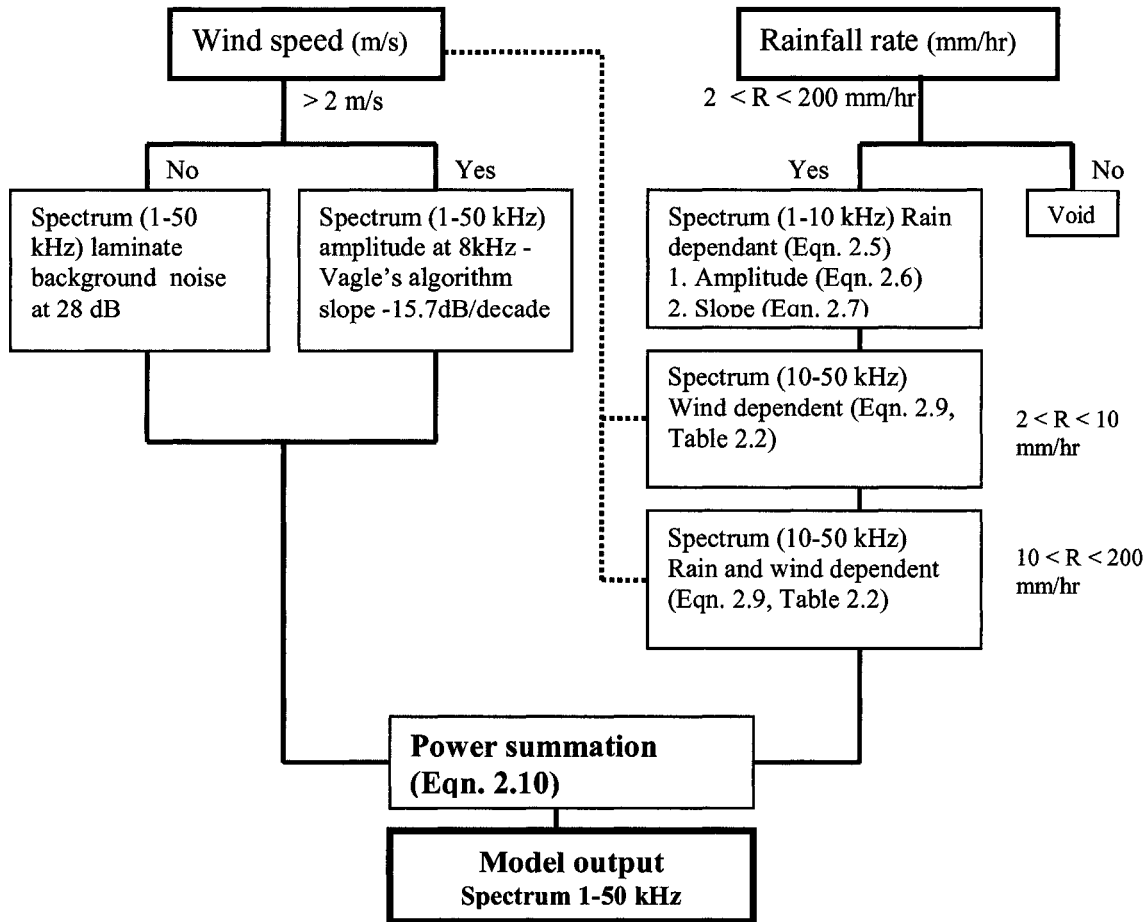 Wind speed (m/s)
Rainfall rate (mm/hr)
> 2 m/s
2 < R < 200 mm/hr
No
Yes
Yes
No
Spectrum (1-50
kHz) laminate
background noise
at 28 dB
Spectrum (1-50 kHz)
amplitude at 8kHz -
Vagle's algorithm
slope -15.7dB/decade
Spectrum (1-10 kHz) Rain
dependant (Eqn. 2.5)
1. Amplitude (Eqn. 2.6)
2. Slope (Eqn. 2.7)
Void
Spectrum (10-50 kHz)
Wind dependent (Eqn. 2.9,
Table 2.2)
2 < R < 10
mm/hr
Spectrum (10-50 kHz)
Rain and wind dependent
(Eqn. 2.9, Table 2.2)
10 < R < 200
mm/hr
Power summation
(Eqn. 2.10)
Model output
Spectrum 1-50 kHz